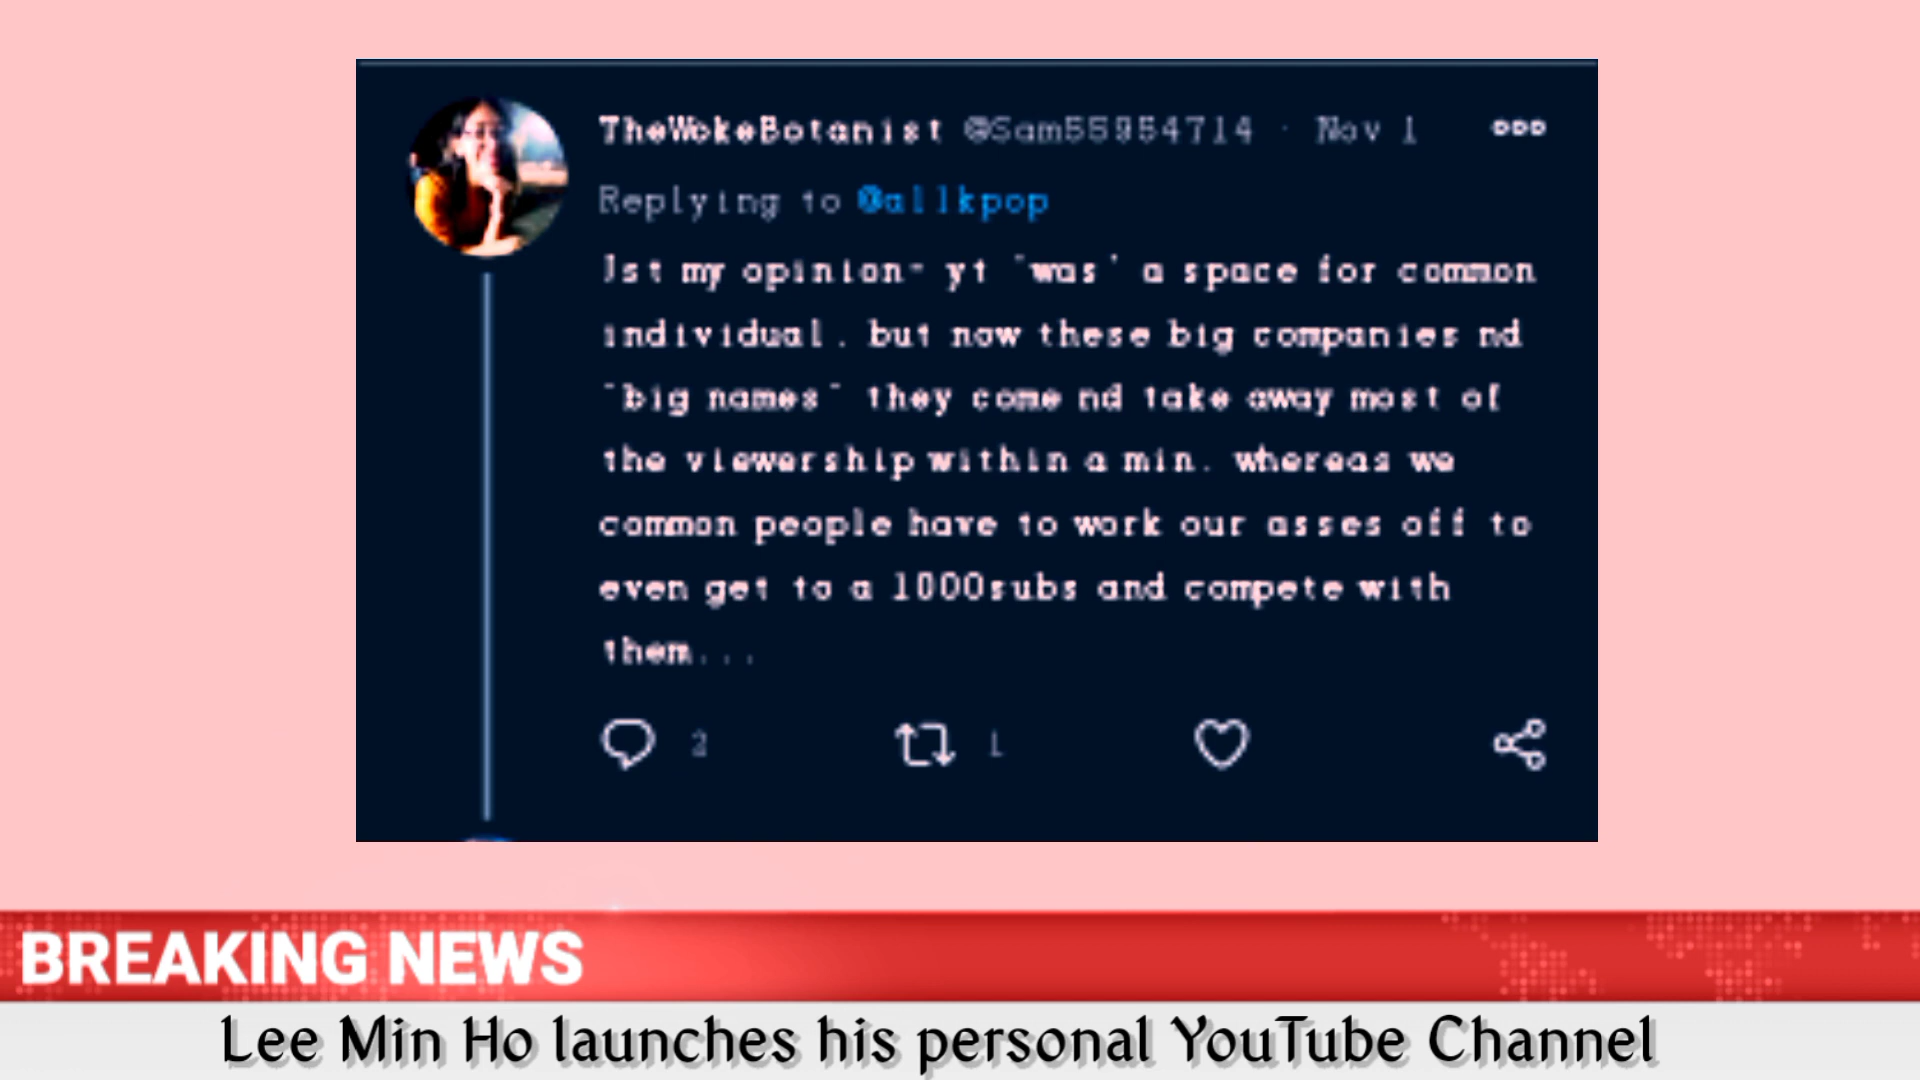 TheWokeBotanist @Sam55954714 · Nov 1
Replying to @allkpop
Jst my opinion- yt "was' a space for common
individual. but now these big companies nd
"big names" they come nd take away most of
the viewership within a min. whereas we
common people have to work our asses off to
even get to a 1000subs and compete with
them...
2 1
BREAKING NEWS
Lee Min Ho launches his personal YouTube Channel